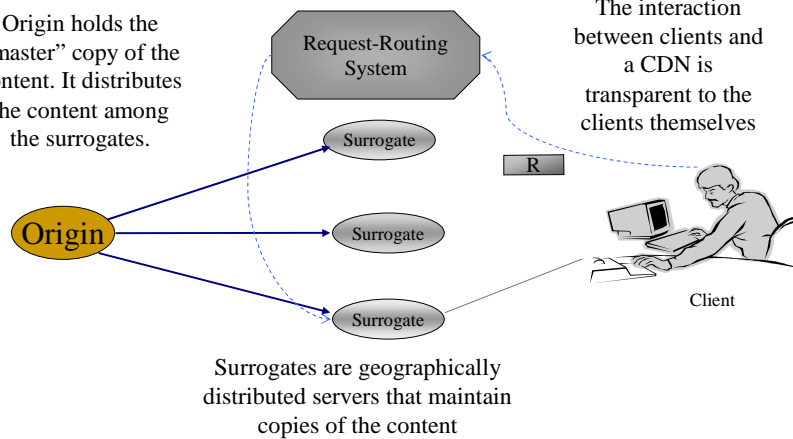 Origin holds the
master” copy of the
ontent. It distributes
he content among
the surrogates.
Request-Routing
System
The interaction
between clients and
a CDN is
transparent to the
clients themselves
Surrogate
R
Origin
Surrogate
Surrogate
Client
Surrogates are geographically
distributed servers that maintain
copies of the content